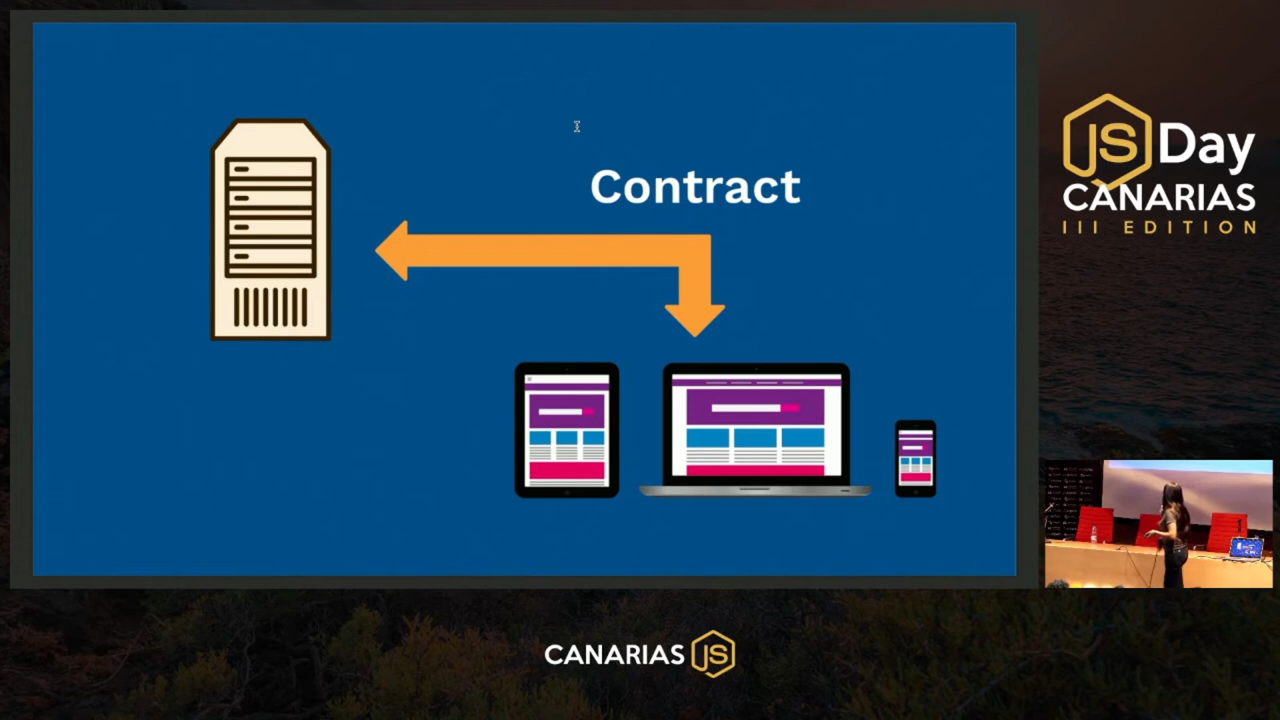 Contract
JS Day
CANARIAS
III EDITION
CANARIAS JS